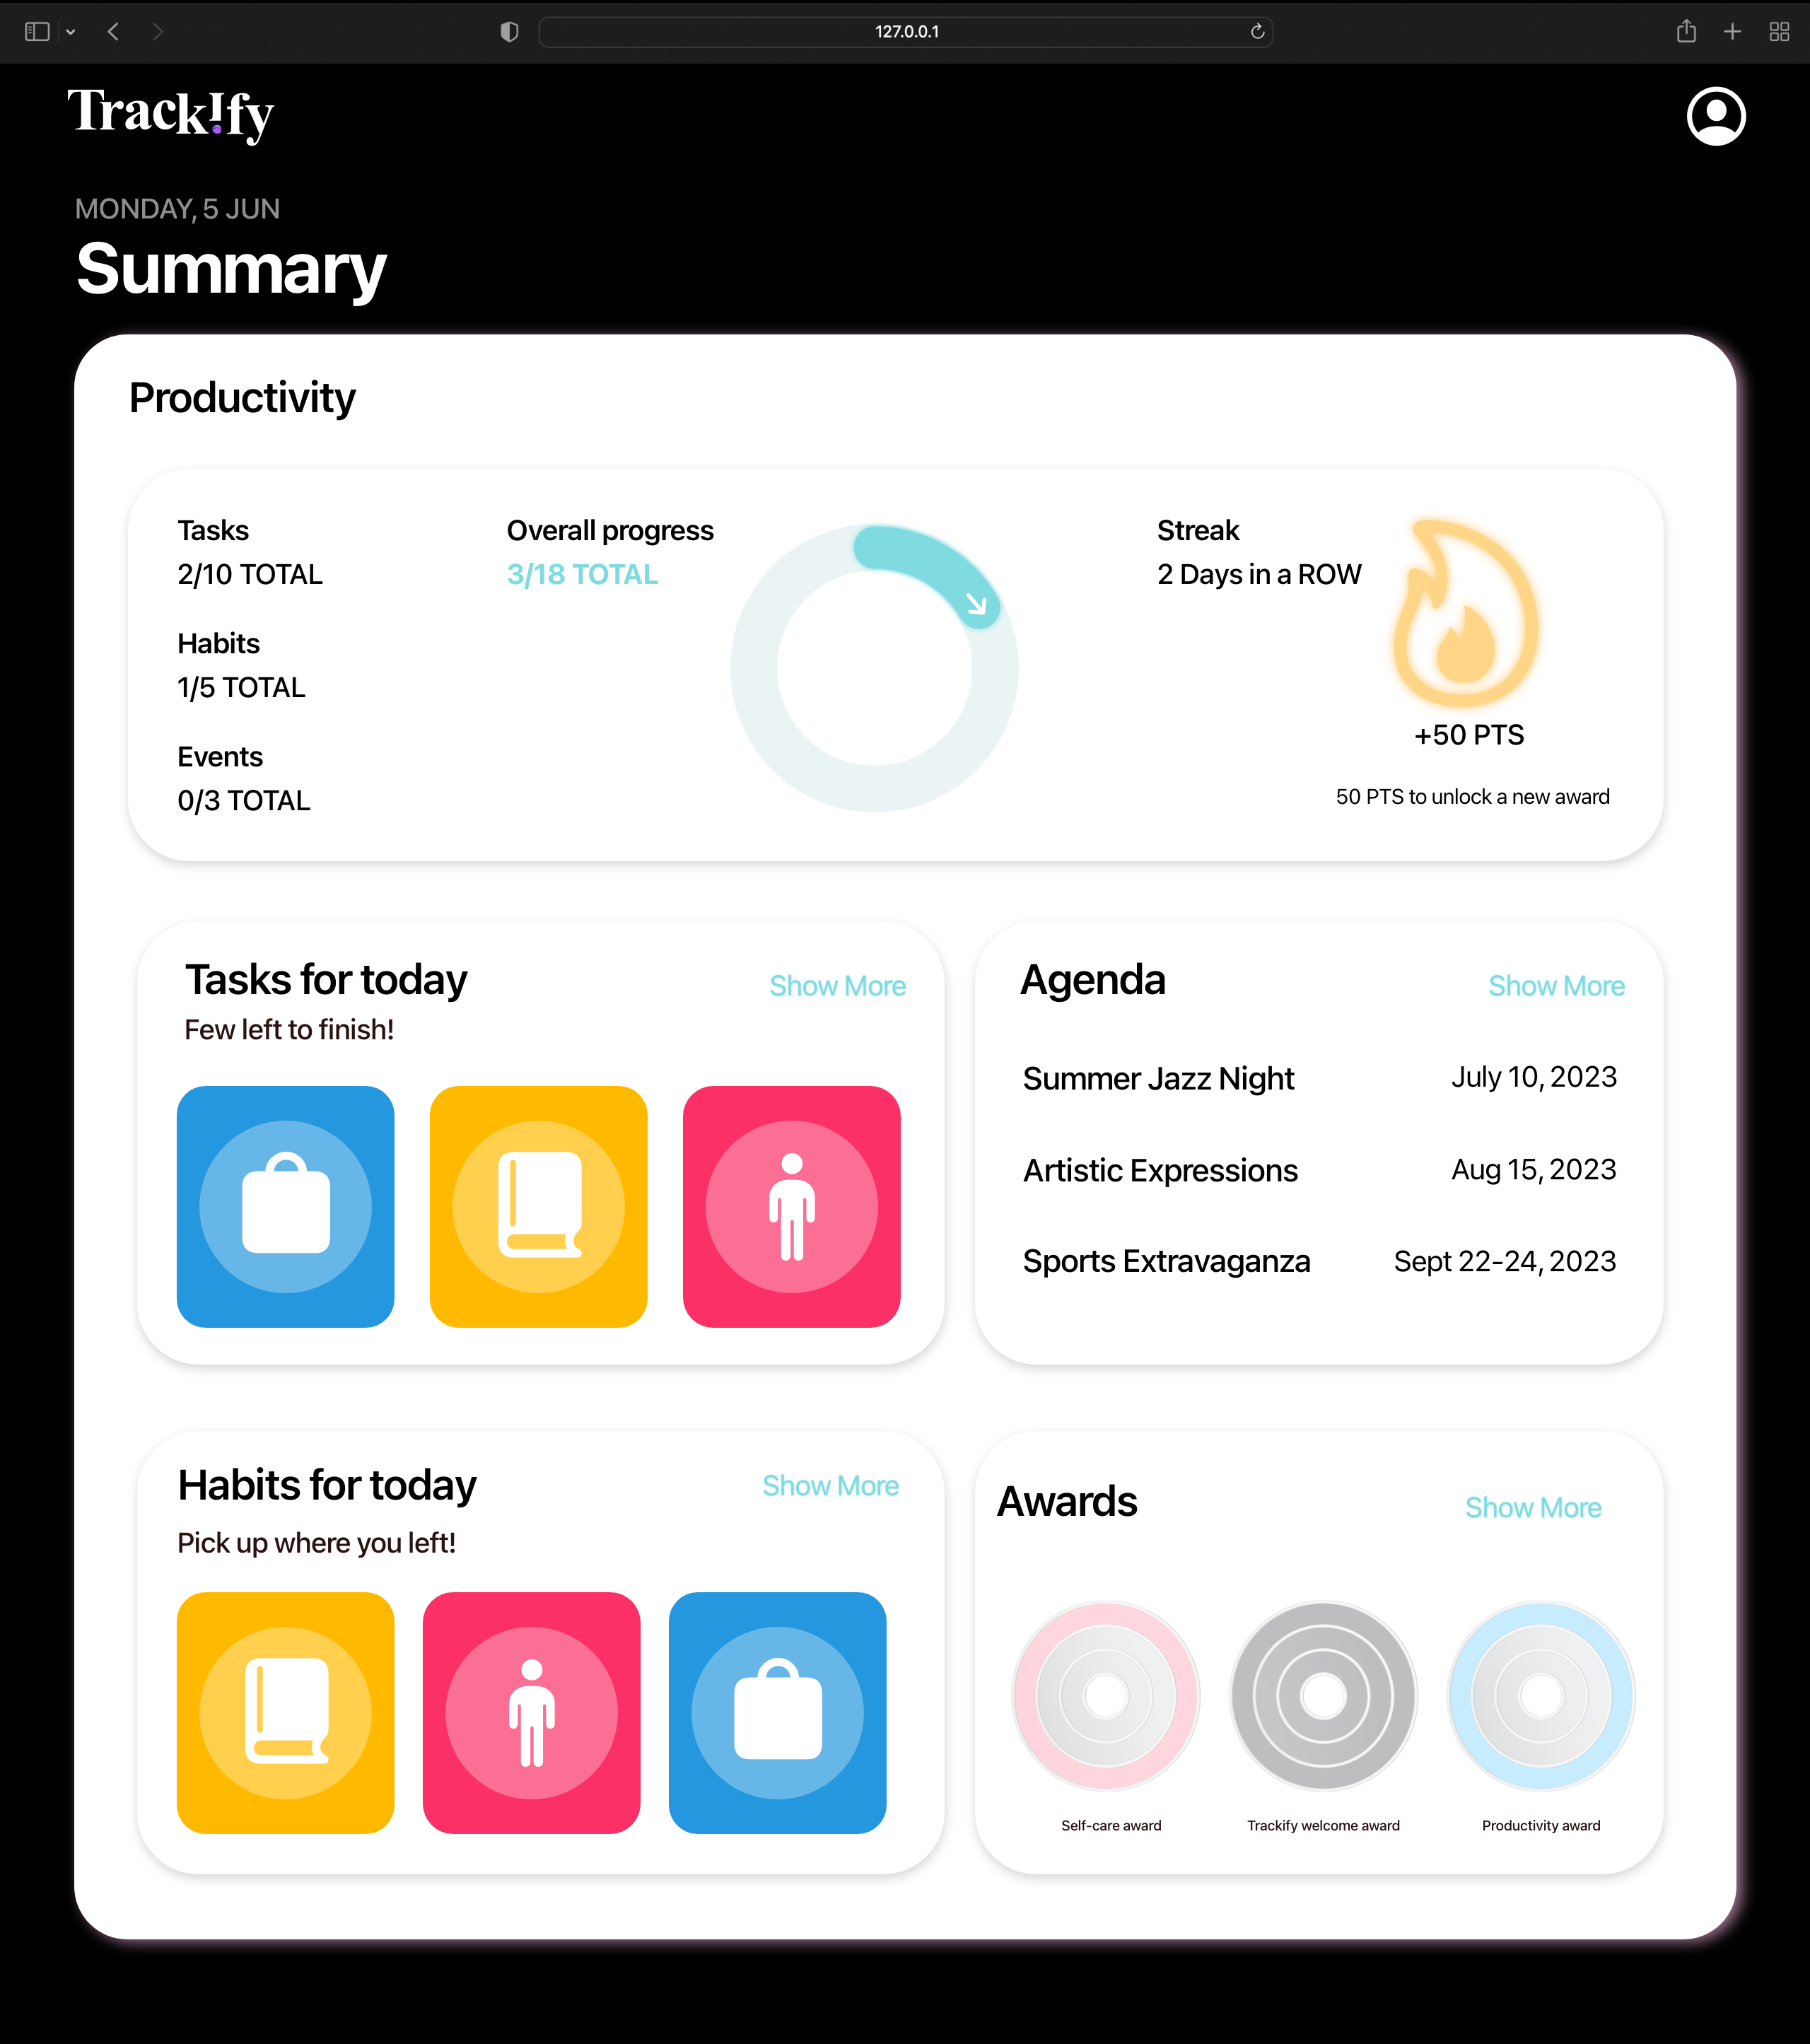 127.0.0.1
Trackify
MONDAY, 5 JUN
Summary
Productivity
Tasks
2/10 TOTAL
Habits
1/5 TOTAL
Events
0/3 TOTAL
Overall progress
3/18 TOTAL
Streak
2 Days in a ROW
+50 PTS
50 PTS to unlock a new award
Tasks for today
Show More
Few left to finish!
Agenda
Show More
Summer Jazz Night
July 10, 2023
Artistic Expressions
Aug 15, 2023
Sports Extravaganza
Sept 22-24, 2023
Habits for today
Show More
Pick up where you left!
Awards
Show More
Self-care award
Trackify welcome award
Productivity award